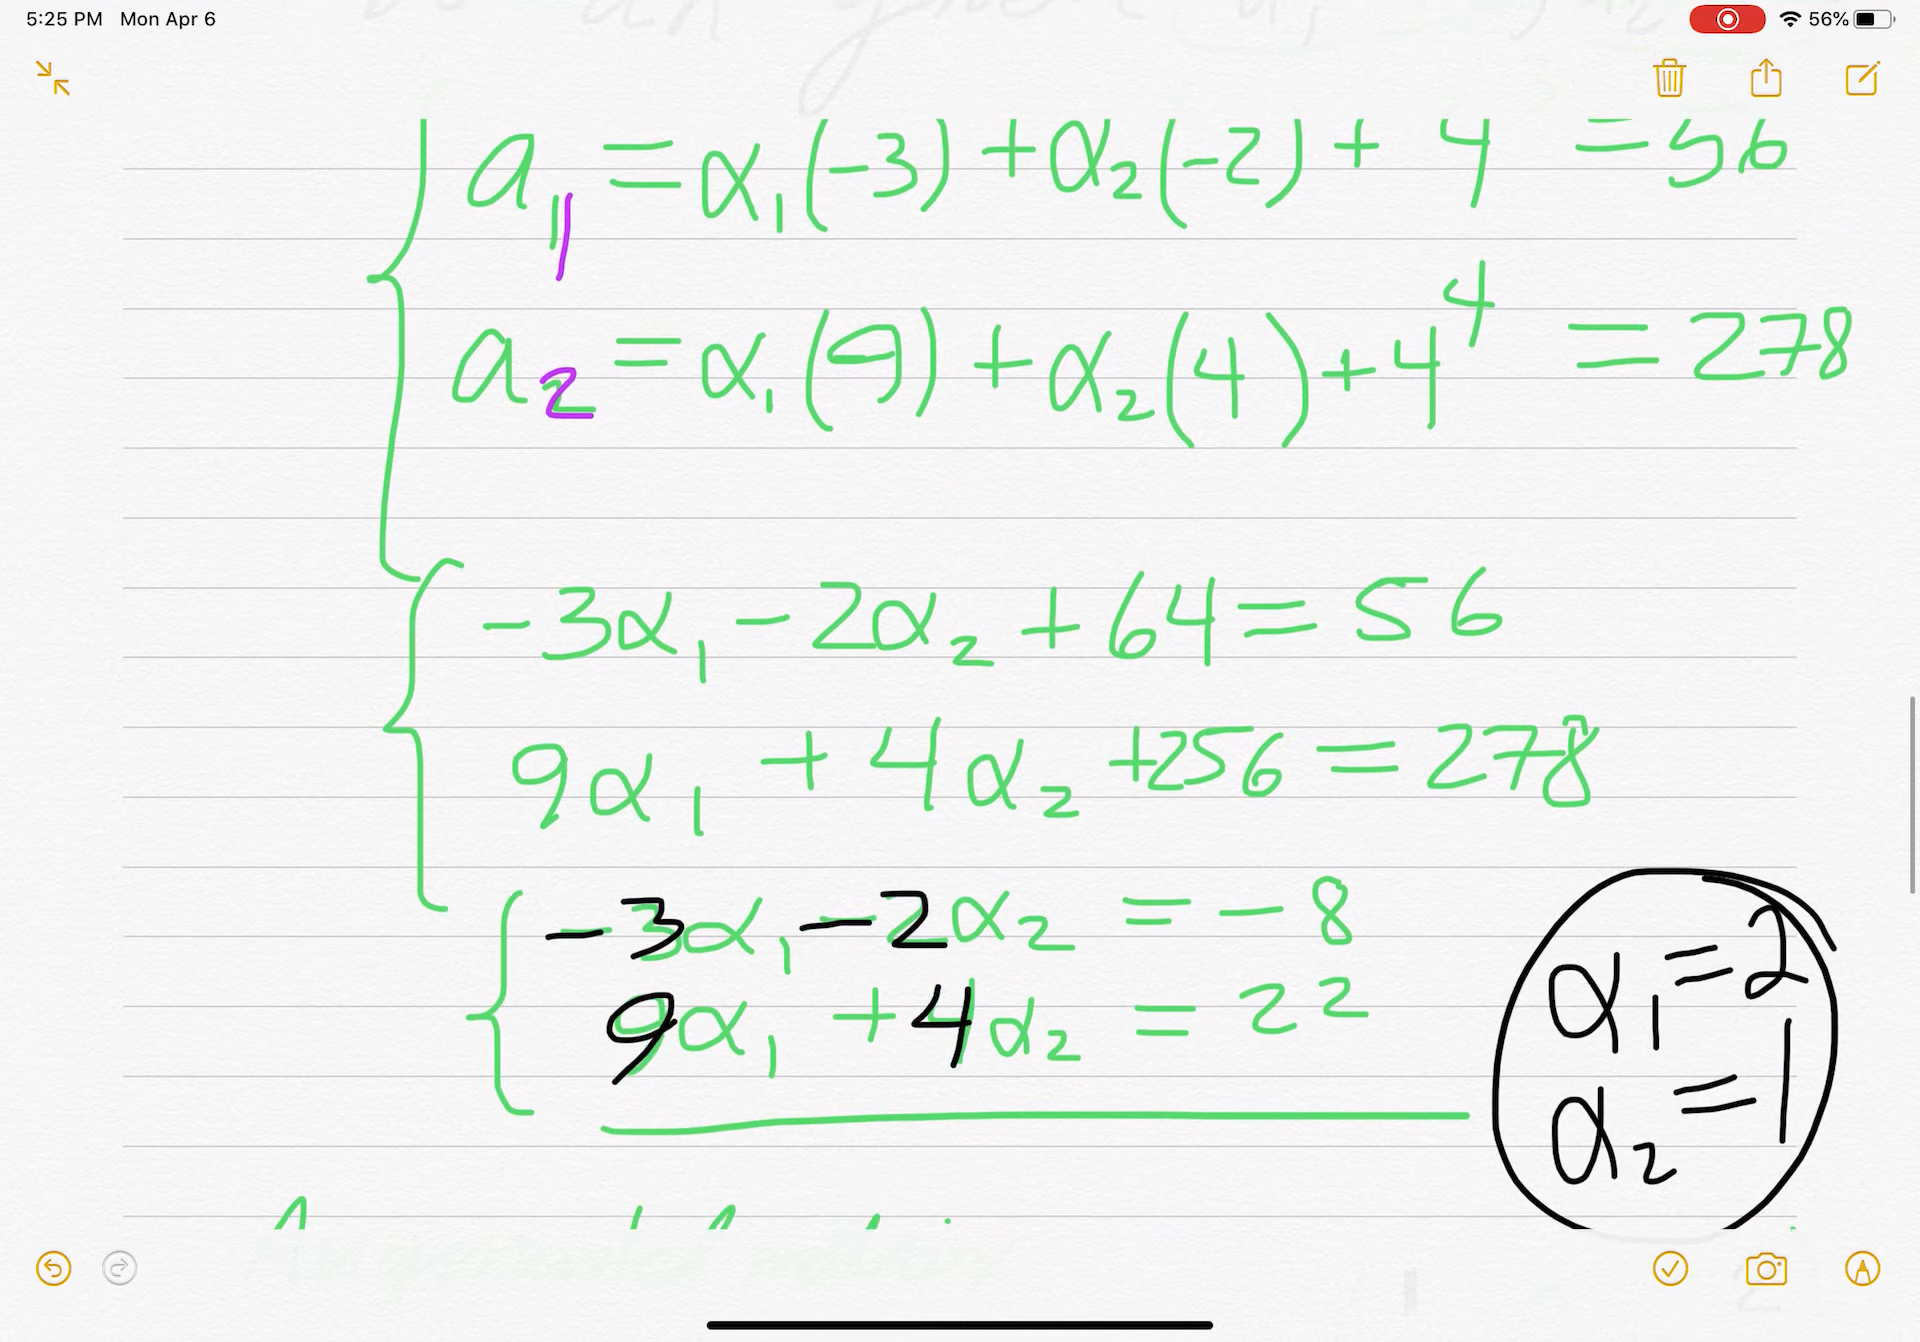 5:25 PM Mon Apr 6 56%
a₁ = α₁(-3) + α₂(-2) + 4 = 56
a₂ = α₁(9) + α₂(4) + 4⁴ = 278
-3α₁ - 2α₂ + 64 = 56
9α₁ + 4α₂ + 256 = 278
-3α₁ - 2α₂ = -8
9α₁ + 4α₂ = 22
α₁ = 2
α₂ = 1